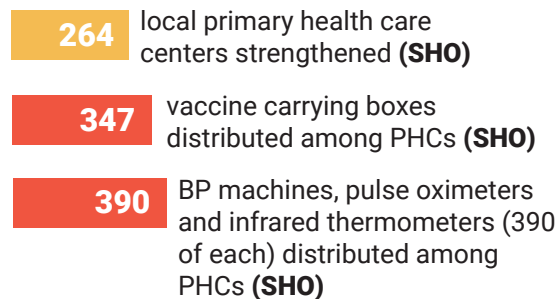 264
local primary health care
centers strengthened (SHO)
347
vaccine carrying boxes
distributed among PHCs (SHO)
390
BP machines, pulse oximeters
and infrared thermometers (390
of each) distributed among
PHCs (SHO)